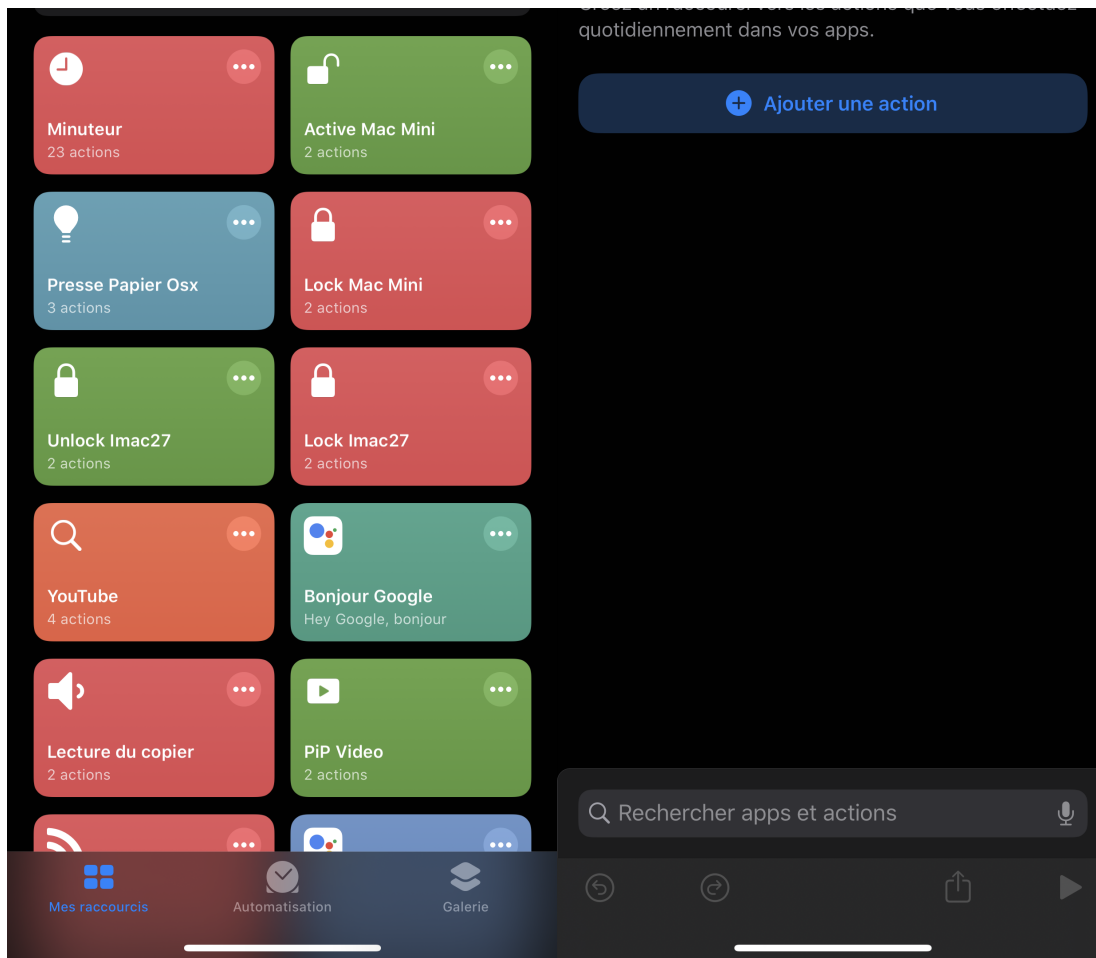 Minuteur
23 actions
Active Mac Mini
2 actions
Presse Papier Osx
3 actions
Lock Mac Mini
2 actions
Unlock Imac27
2 actions
Lock Imac27
2 actions
YouTube
4 actions
Bonjour Google
Hey Google, bonjour
Lecture du copier
2 actions
PiP Video
2 actions
Mes raccourcis
Automatisation
Galerie
quotidiennement dans vos apps.
Ajouter une action
Rechercher apps et actions